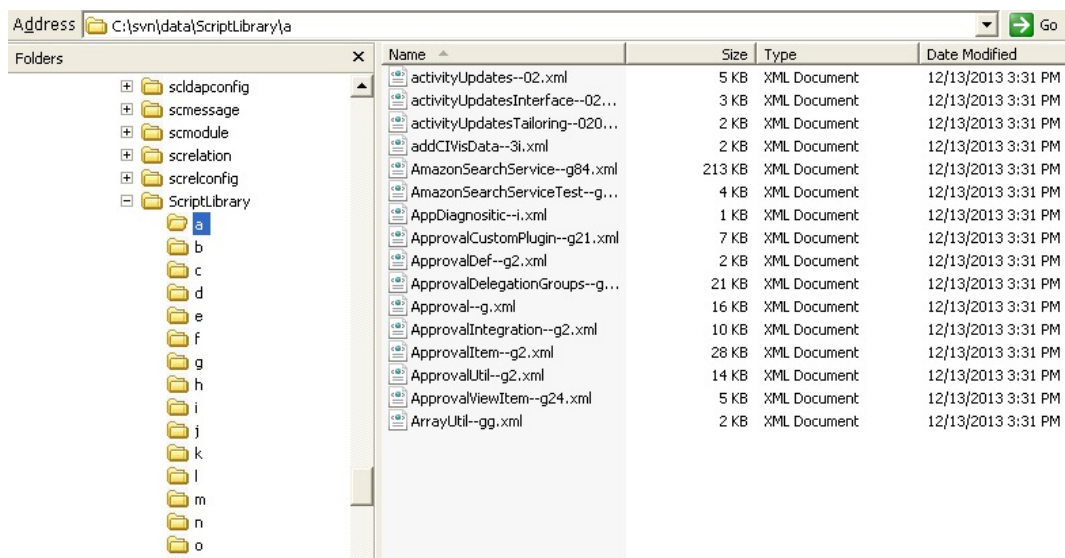 Address C:\svn\data\ScriptLibrary\a Go
Folders
scldapconfig
scmessage
scmodule
screlation
screlconfig
ScriptLibrary
a
b
c
d
e
f
g
h
i
j
k
l
m
n
o
Name Size Type Date Modified
activityUpdates--02.xml 5 KB XML Document 12/13/2013 3:31 PM
activityUpdatesInterface--02... 3 KB XML Document 12/13/2013 3:31 PM
activityUpdatesTailoring--020... 2 KB XML Document 12/13/2013 3:31 PM
addCIVisData--3i.xml 2 KB XML Document 12/13/2013 3:31 PM
AmazonSearchService--g84.xml 213 KB XML Document 12/13/2013 3:31 PM
AmazonSearchServiceTest--g... 4 KB XML Document 12/13/2013 3:31 PM
AppDiagnositic--i.xml 1 KB XML Document 12/13/2013 3:31 PM
ApprovalCustomPlugin--g21.xml 7 KB XML Document 12/13/2013 3:31 PM
ApprovalDef--g2.xml 2 KB XML Document 12/13/2013 3:31 PM
ApprovalDelegationGroups--g... 21 KB XML Document 12/13/2013 3:31 PM
Approval--g.xml 16 KB XML Document 12/13/2013 3:31 PM
ApprovalIntegration--g2.xml 10 KB XML Document 12/13/2013 3:31 PM
ApprovalItem--g2.xml 28 KB XML Document 12/13/2013 3:31 PM
ApprovalUtil--g2.xml 14 KB XML Document 12/13/2013 3:31 PM
ApprovalViewItem--g24.xml 5 KB XML Document 12/13/2013 3:31 PM
ArrayUtil--gg.xml 2 KB XML Document 12/13/2013 3:31 PM